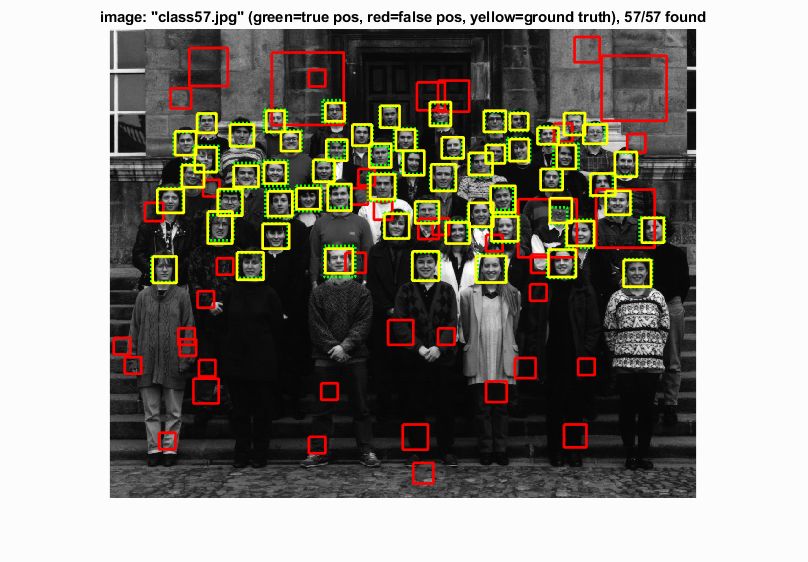 image: "class57.jpg" (green=true pos, red=false pos, yellow=ground truth), 57/57 found